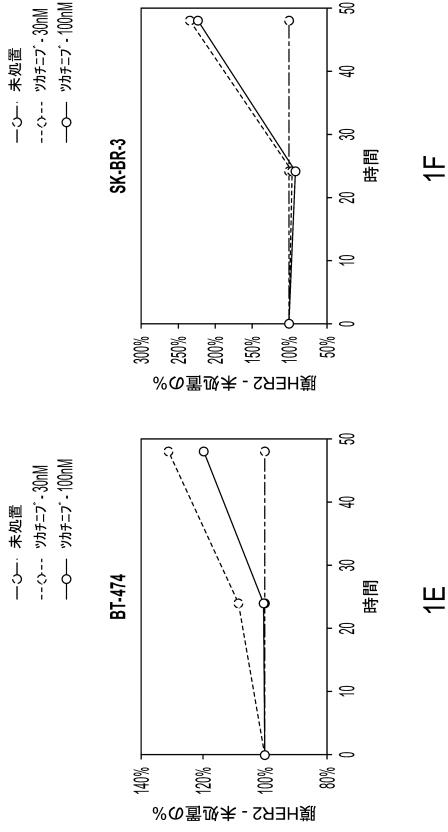 未処置
ツカチニブ - 30nM
ツカチニブ - 100nM
BT-474
膜HER2 - 未処置の%
140%
120%
100%
80%
0
10
20
30
40
50
時間
1E
未処置
ツカチニブ - 30nM
ツカチニブ - 100nM
SK-BR-3
膜HER2 - 未処置の%
300%
250%
200%
150%
100%
50%
0
10
20
30
40
50
時間
1F